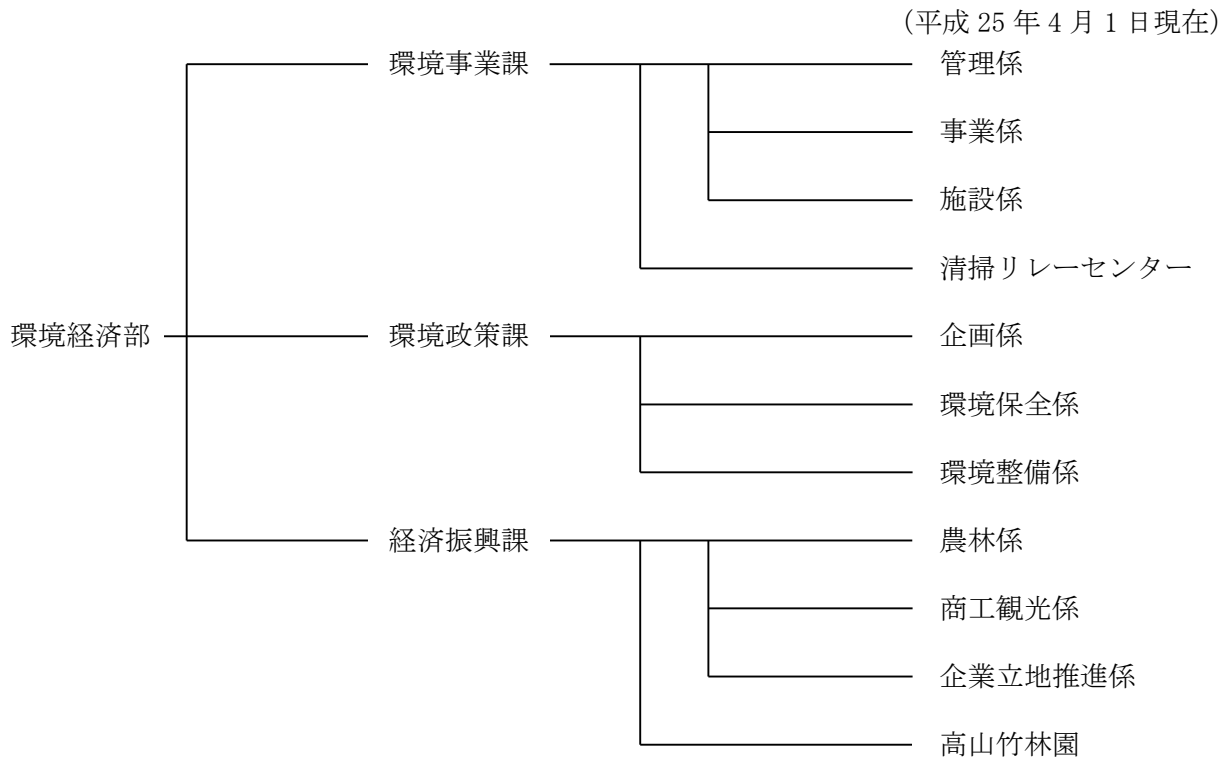 (平成 25 年 4 月 1 日現在)
環境事業課 管理係
事業係
施設係
清掃リレーセンター
環境経済部 環境政策課 企画係
環境保全係
環境整備係
経済振興課 農林係
商工観光係
企業立地推進係
高山竹林園